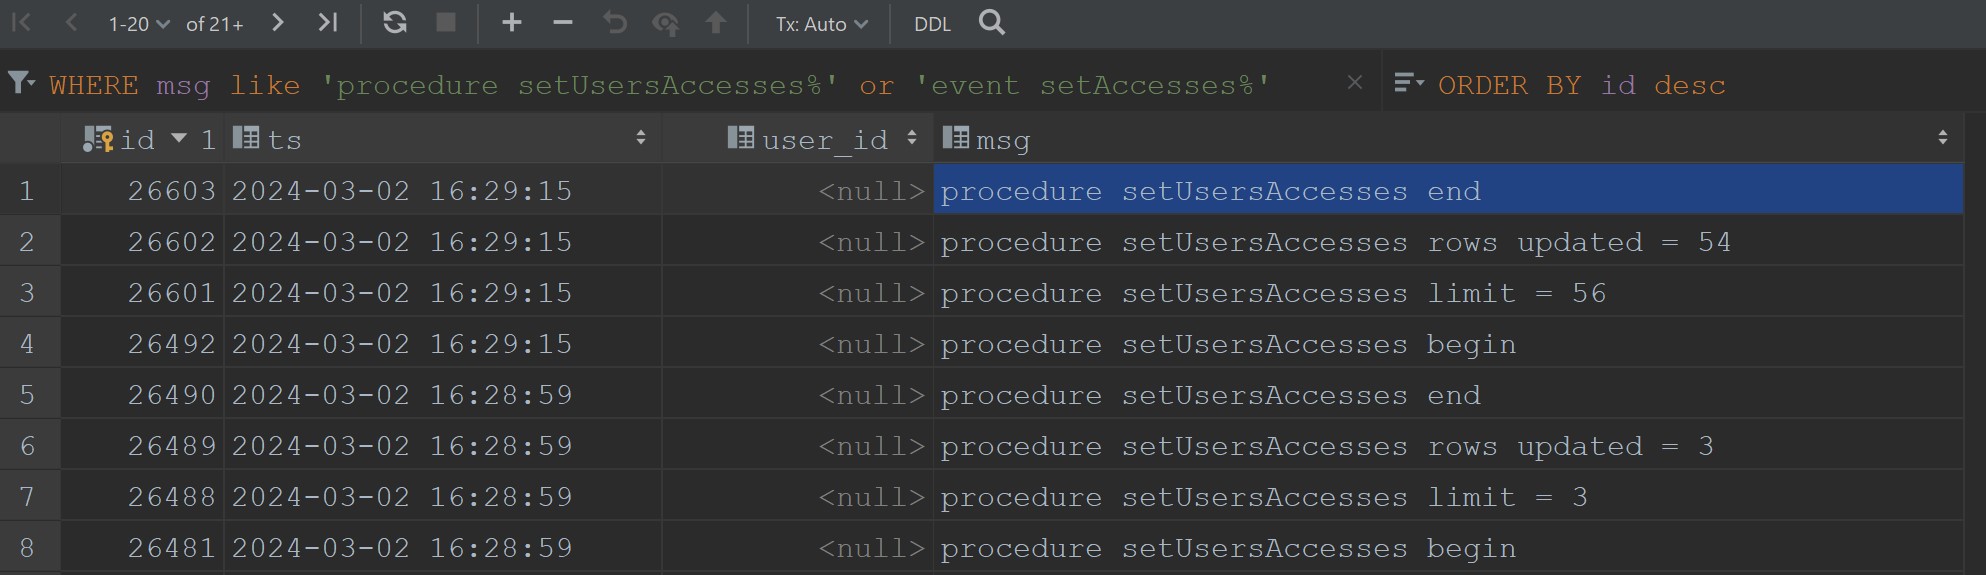 1-20 of 21+ Tx: Auto DDL
WHERE msg like 'procedure setUsersAccesses%' or 'event setAccesses%' ORDER BY id desc
id 1 ts user_id msg
1 26603 2024-03-02 16:29:15 <null> procedure setUsersAccesses end
2 26602 2024-03-02 16:29:15 <null> procedure setUsersAccesses rows updated = 54
3 26601 2024-03-02 16:29:15 <null> procedure setUsersAccesses limit = 56
4 26492 2024-03-02 16:29:15 <null> procedure setUsersAccesses begin
5 26490 2024-03-02 16:28:59 <null> procedure setUsersAccesses end
6 26489 2024-03-02 16:28:59 <null> procedure setUsersAccesses rows updated = 3
7 26488 2024-03-02 16:28:59 <null> procedure setUsersAccesses limit = 3
8 26481 2024-03-02 16:28:59 <null> procedure setUsersAccesses begin